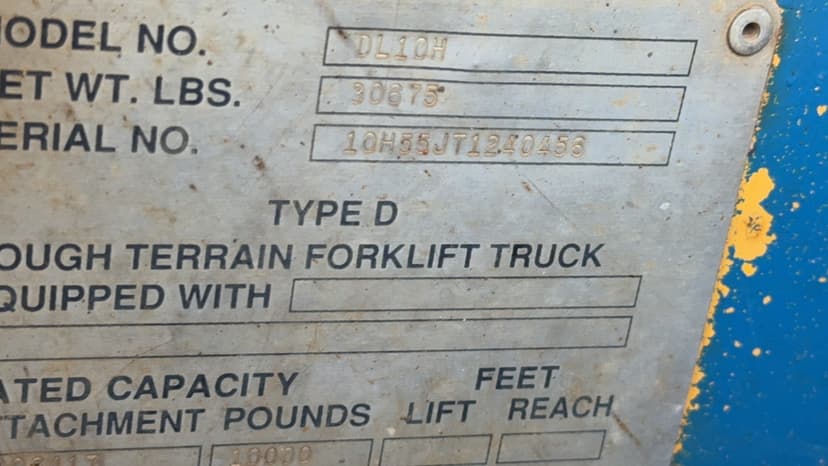 ODEL NO. DL10H
ET WT. LBS. 30675
ERIAL NO. 10H55JT1240456
TYPE D
OUGH TERRAIN FORKLIFT TRUCK
QUIPPED WITH
ATED CAPACITY FEET
TTACHMENT POUNDS LIFT REACH
10000